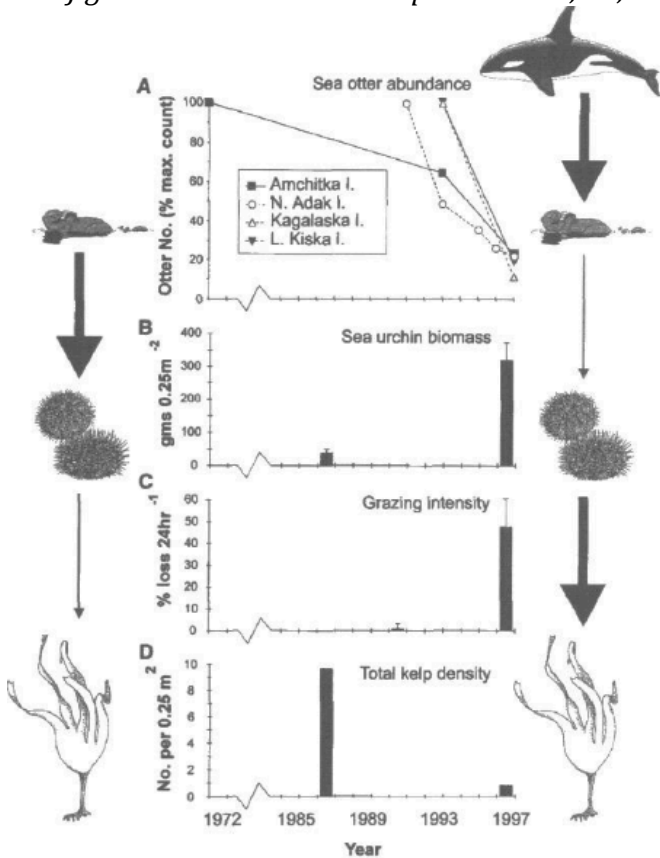 A
Sea otter abundance
Otter No. (% max. count)
100
80
60
40
20
0
Amchitka I.
N. Adak I.
Kagalaska I.
L. Kiska I.
B
Sea urchin biomass
gms 0.25m⁻²
400
300
200
100
0
C
Grazing intensity
% loss 24hr⁻¹
60
50
40
30
20
10
0
D
Total kelp density
No. per 0.25 m²
10
8
6
4
2
0
1972 1985 1989 1993 1997
Year